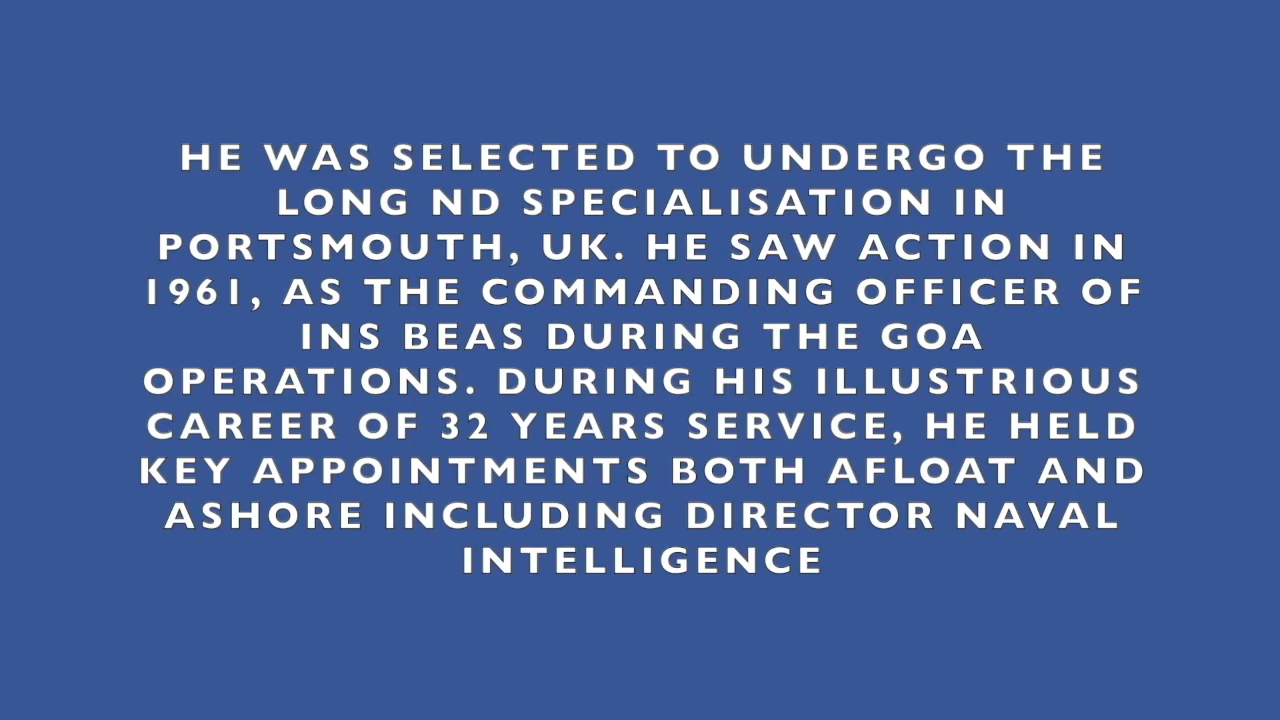 HE WAS SELECTED TO UNDERGO THE
LONG ND SPECIALISATION IN
PORTSMOUTH, UK. HE SAW ACTION IN
1961, AS THE COMMANDING OFFICER OF
INS BEAS DURING THE GOA
OPERATIONS. DURING HIS ILLUSTRIOUS
CAREER OF 32 YEARS SERVICE, HE HELD
KEY APPOINTMENTS BOTH AFLOAT AND
ASHORE INCLUDING DIRECTOR NAVAL
INTELLIGENCE